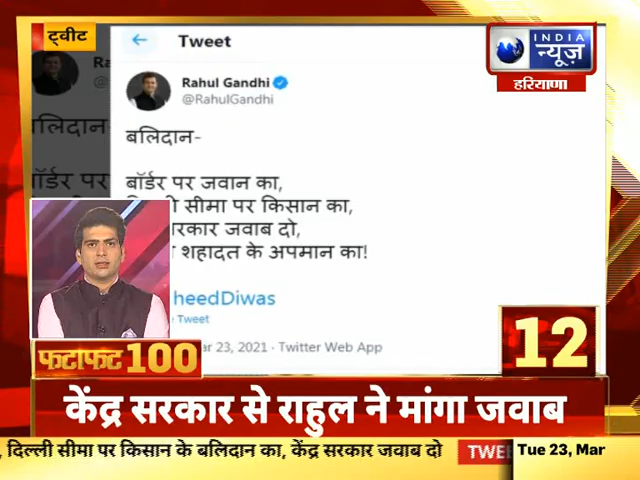 ट्वीट
Tweet
INDIA
न्यूज़
हरियाणा
Rahul Gandhi
@RahulGandhi
बलिदान-
बॉर्डर पर जवान का,
सीमा पर किसान का,
सरकार जवाब दो,
शहादत के अपमान का!
heedDiwas
Tweet
ar 23, 2021 · Twitter Web App
फटाफट 100
12
केंद्र सरकार से राहुल ने मांगा जवाब
, दिल्ली सीमा पर किसान के बलिदान का, केंद्र सरकार जवाब दो
TWEE
Tue 23, Mar